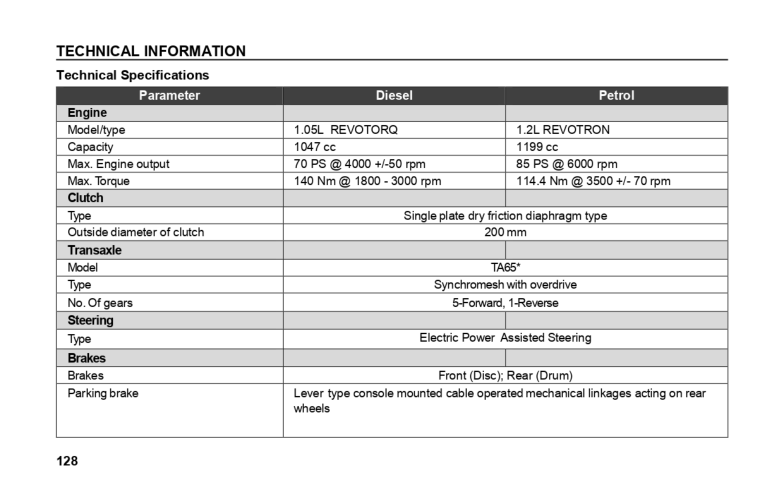 TECHNICAL INFORMATION
Technical Specifications
Parameter Diesel Petrol
Engine
Model/type 1.05L REVOTORQ 1.2L REVOTRON
Capacity 1047 cc 1199 cc
Max. Engine output 70 PS @ 4000 +/-50 rpm 85 PS @ 6000 rpm
Max. Torque 140 Nm @ 1800 - 3000 rpm 114.4 Nm @ 3500 +/- 70 rpm
Clutch
Type Single plate dry friction diaphragm type
Outside diameter of clutch 200 mm
Transaxle
Model TA65*
Type Synchromesh with overdrive
No. Of gears 5-Forward, 1-Reverse
Steering
Type Electric Power Assisted Steering
Brakes
Brakes Front (Disc); Rear (Drum)
Parking brake Lever type console mounted cable operated mechanical linkages acting on rear
wheels
128